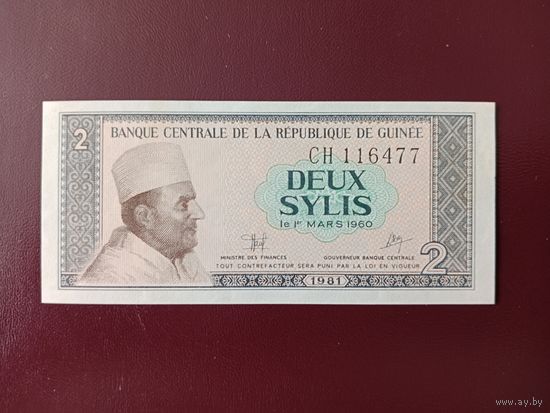 2
BANQUE CENTRALE DE LA RÉPUBLIQUE DE GUINÉE
CH 116477
DEUX
SYLIS
le 1er MARS 1960
MINISTRE DES FINANCES GOUVERNEUR BANQUE CENTRALE
TOUT CONTREFACTEUR SERA PUNI PAR LA LOI EN VIGUEUR
2
1981
www.ay.by